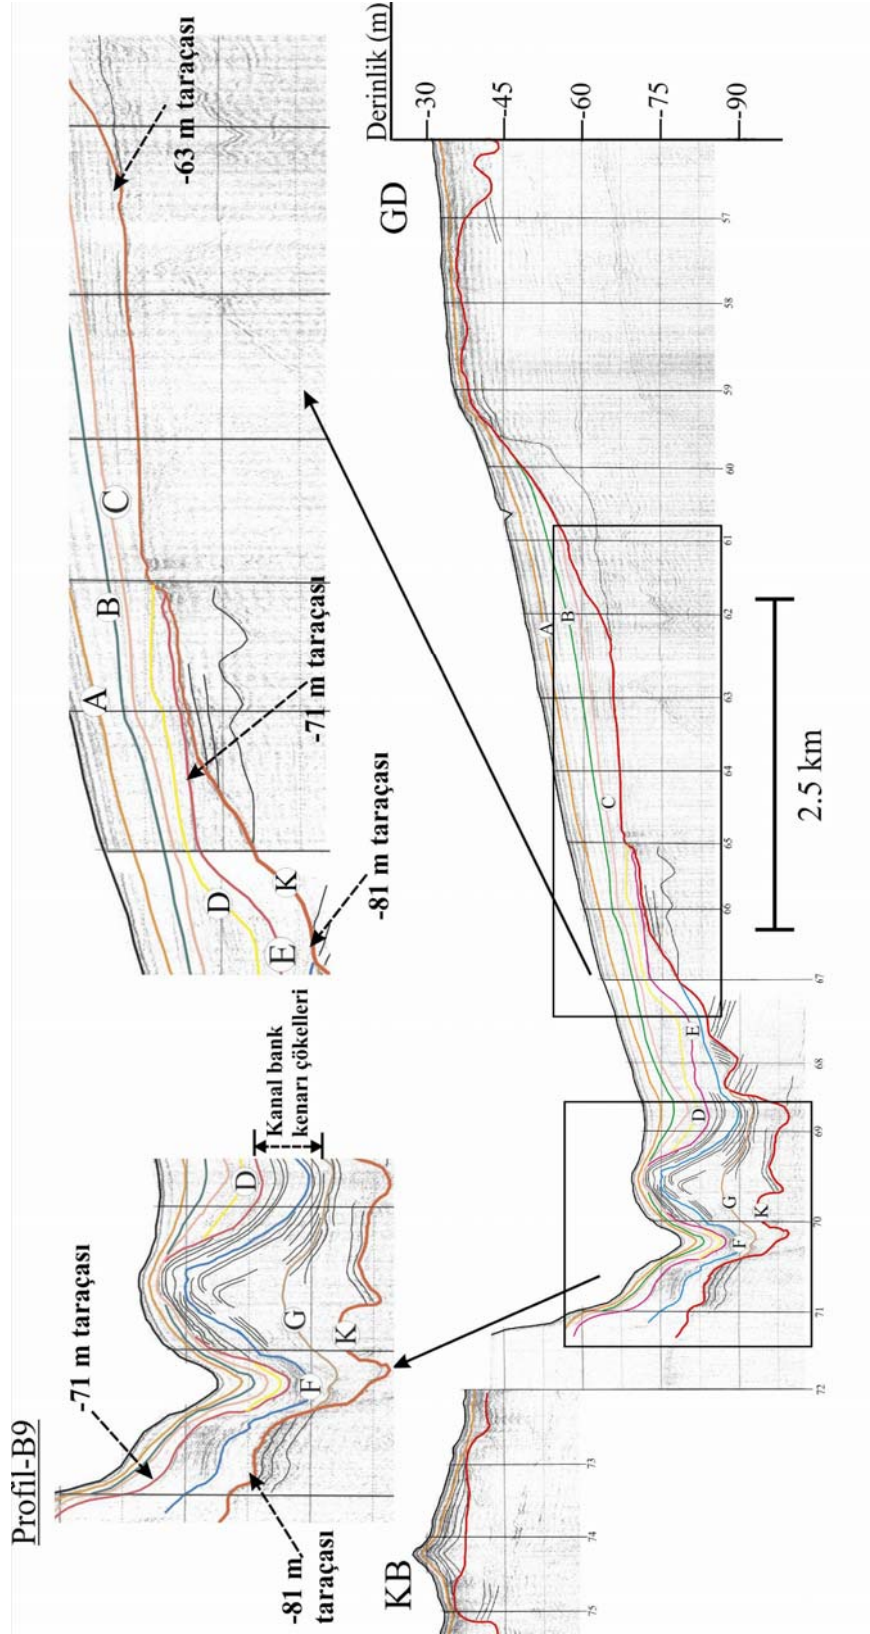 Profil-B9
-71 m taraçası
-81 m
taraçası
Kanal bank
kenarı çökelleri
D
G
K
F
-81 m taraçası
-71 m taraçası
-63 m taraçası
A
B
C
D
E
K
KB
GD
Derinlik (m)
-30
-45
-60
-75
-90
75
74
73
72
71
70
69
68
67
66
65
64
63
62
61
60
59
58
57
A
B
C
D
E
F
G
K
2.5 km